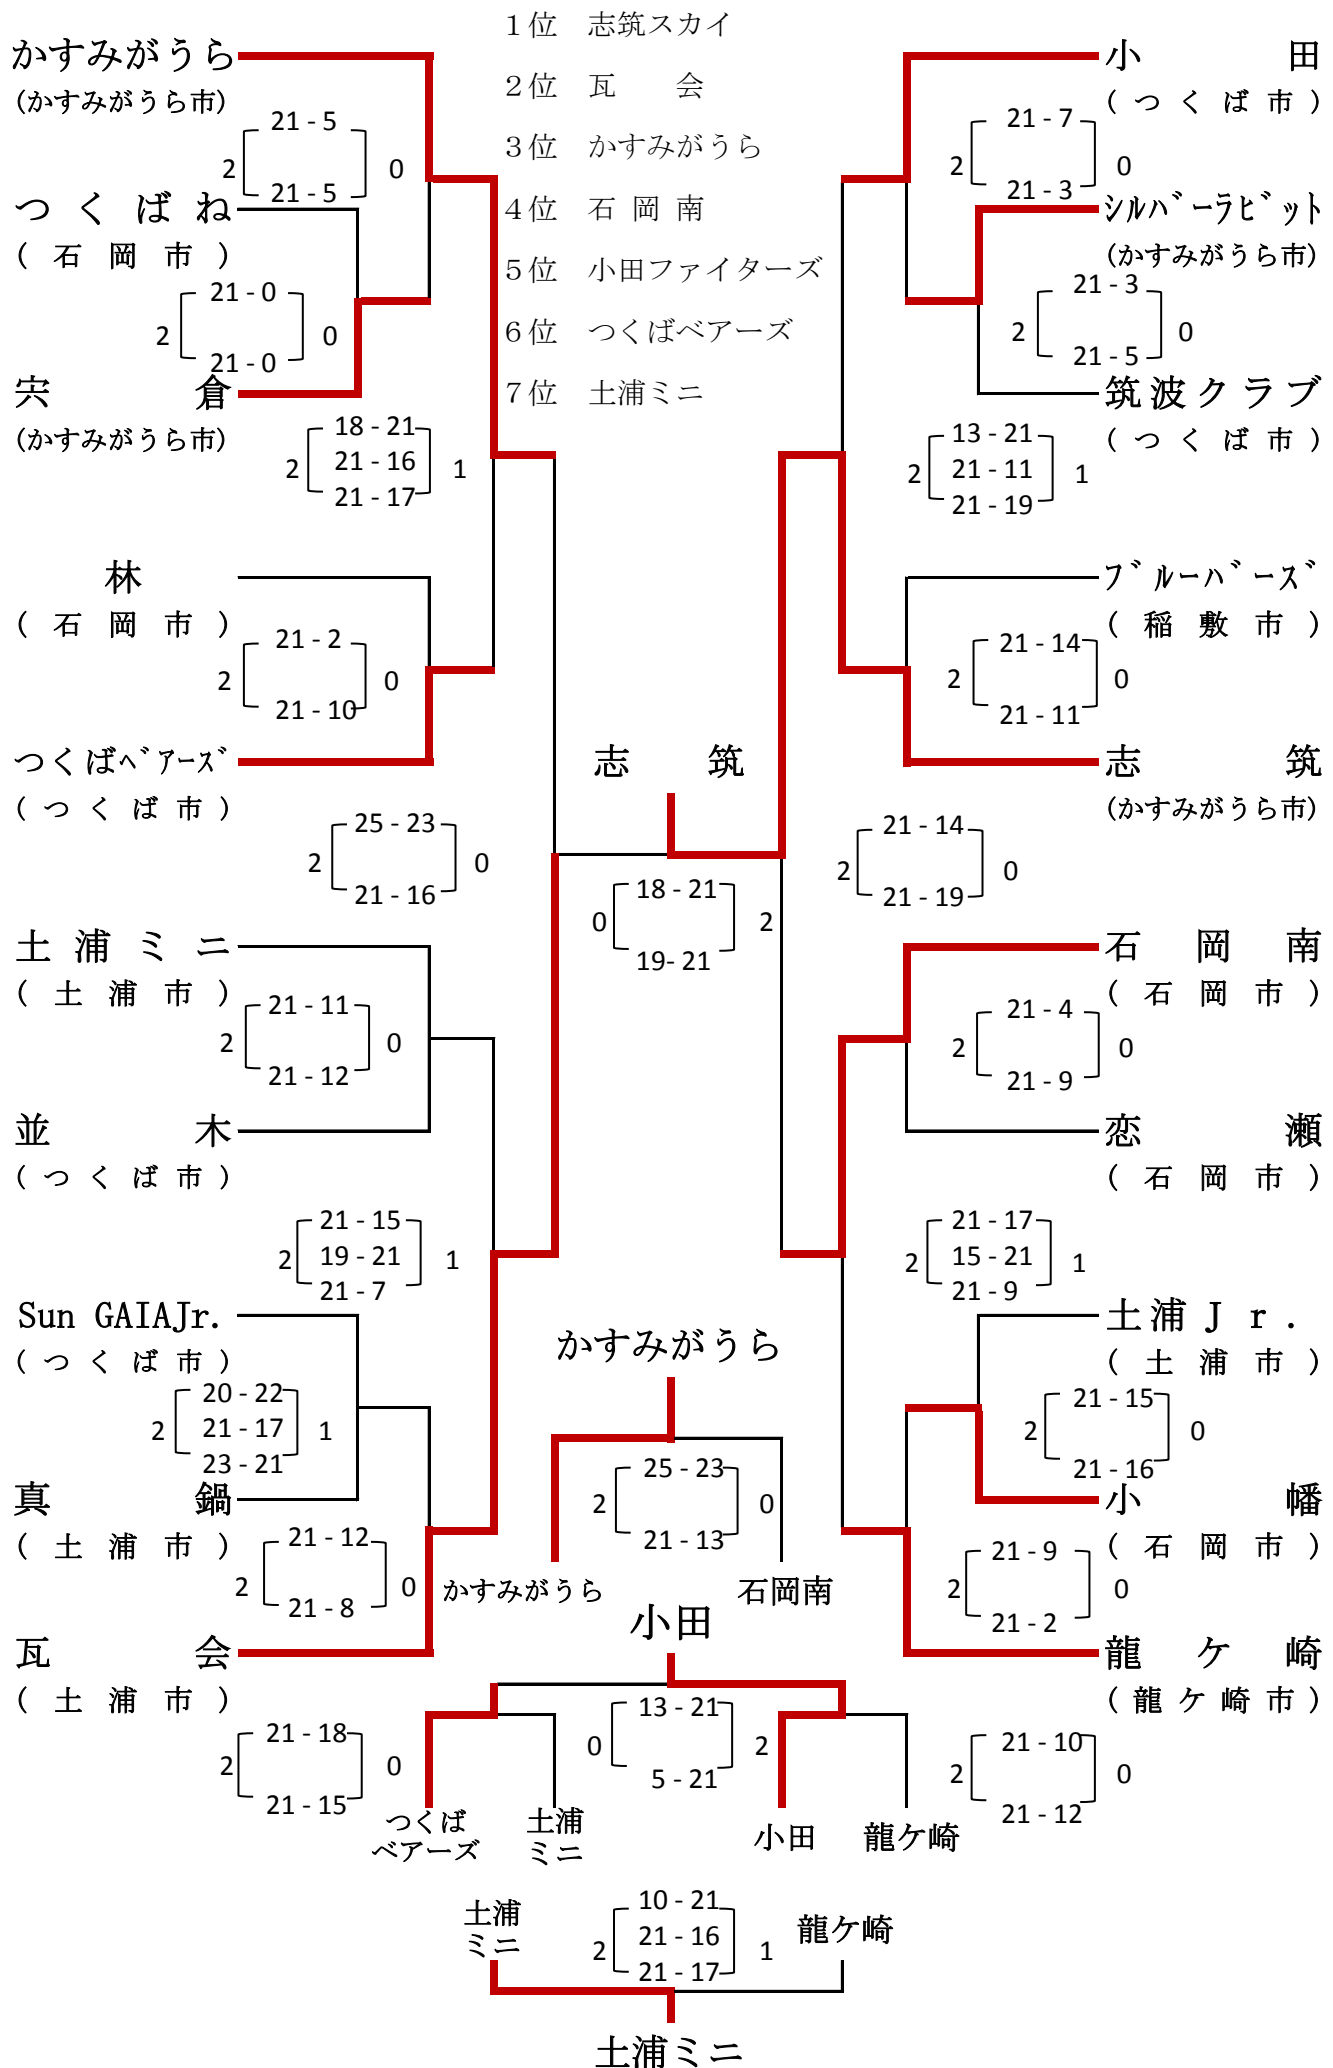 1位　志筑スカイ
2位　瓦　会
3位　かすみがうら
4位　石 岡 南
5位　小田ファイターズ
6位　つくばベアーズ
7位　土浦ミニ
かすみがうら
(かすみがうら市)
21 - 5
2 0
21 - 5
つくばね
(石岡市)
21 - 0
2 0
21 - 0
宍倉
(かすみがうら市)
18 - 21
2 21 - 16 1
21 - 17
林
(石岡市)
21 - 2
2 0
21 - 10
つくばﾍﾞｱｰｽﾞ
(つくば市)
25 - 23
2 0
21 - 16
土浦ミニ
(土浦市)
21 - 11
2 0
21 - 12
並木
(つくば市)
21 - 15
2 19 - 21 1
21 - 7
Sun GAIAJr.
(つくば市)
20 - 22
2 21 - 17 1
23 - 21
真鍋
(土浦市)
21 - 12
2 0
21 - 8
瓦会
(土浦市)
小田
(つくば市)
21 - 7
2 0
21 - 3
ｼﾙﾊﾞｰﾗﾋﾞｯﾄ
(かすみがうら市)
21 - 3
2 0
21 - 5
筑波クラブ
(つくば市)
13 - 21
2 21 - 11 1
21 - 19
ﾌﾞﾙｰﾊﾞｰｽﾞ
(稲敷市)
21 - 14
2 0
21 - 11
志筑
(かすみがうら市)
21 - 14
2 0
21 - 19
石岡南
(石岡市)
21 - 4
2 0
21 - 9
恋瀬
(石岡市)
21 - 17
2 15 - 21 1
21 - 9
土浦Ｊｒ.
(土浦市)
21 - 15
2 0
21 - 16
小幡
(石岡市)
21 - 9
2 0
21 - 2
龍ケ崎
(龍ケ崎市)
志筑
18 - 21
0 2
19- 21
かすみがうら
25 - 23
2 0
21 - 13
かすみがうら 石岡南
小田
13 - 21
0 2
5 - 21
21 - 18
2 0
21 - 15
つくば
ベアーズ
土浦
ミニ
21 - 10
2 0
21 - 12
小田 龍ケ崎
土浦
ミニ
10 - 21
2 21 - 16 1
21 - 17
龍ケ崎
土浦ミニ